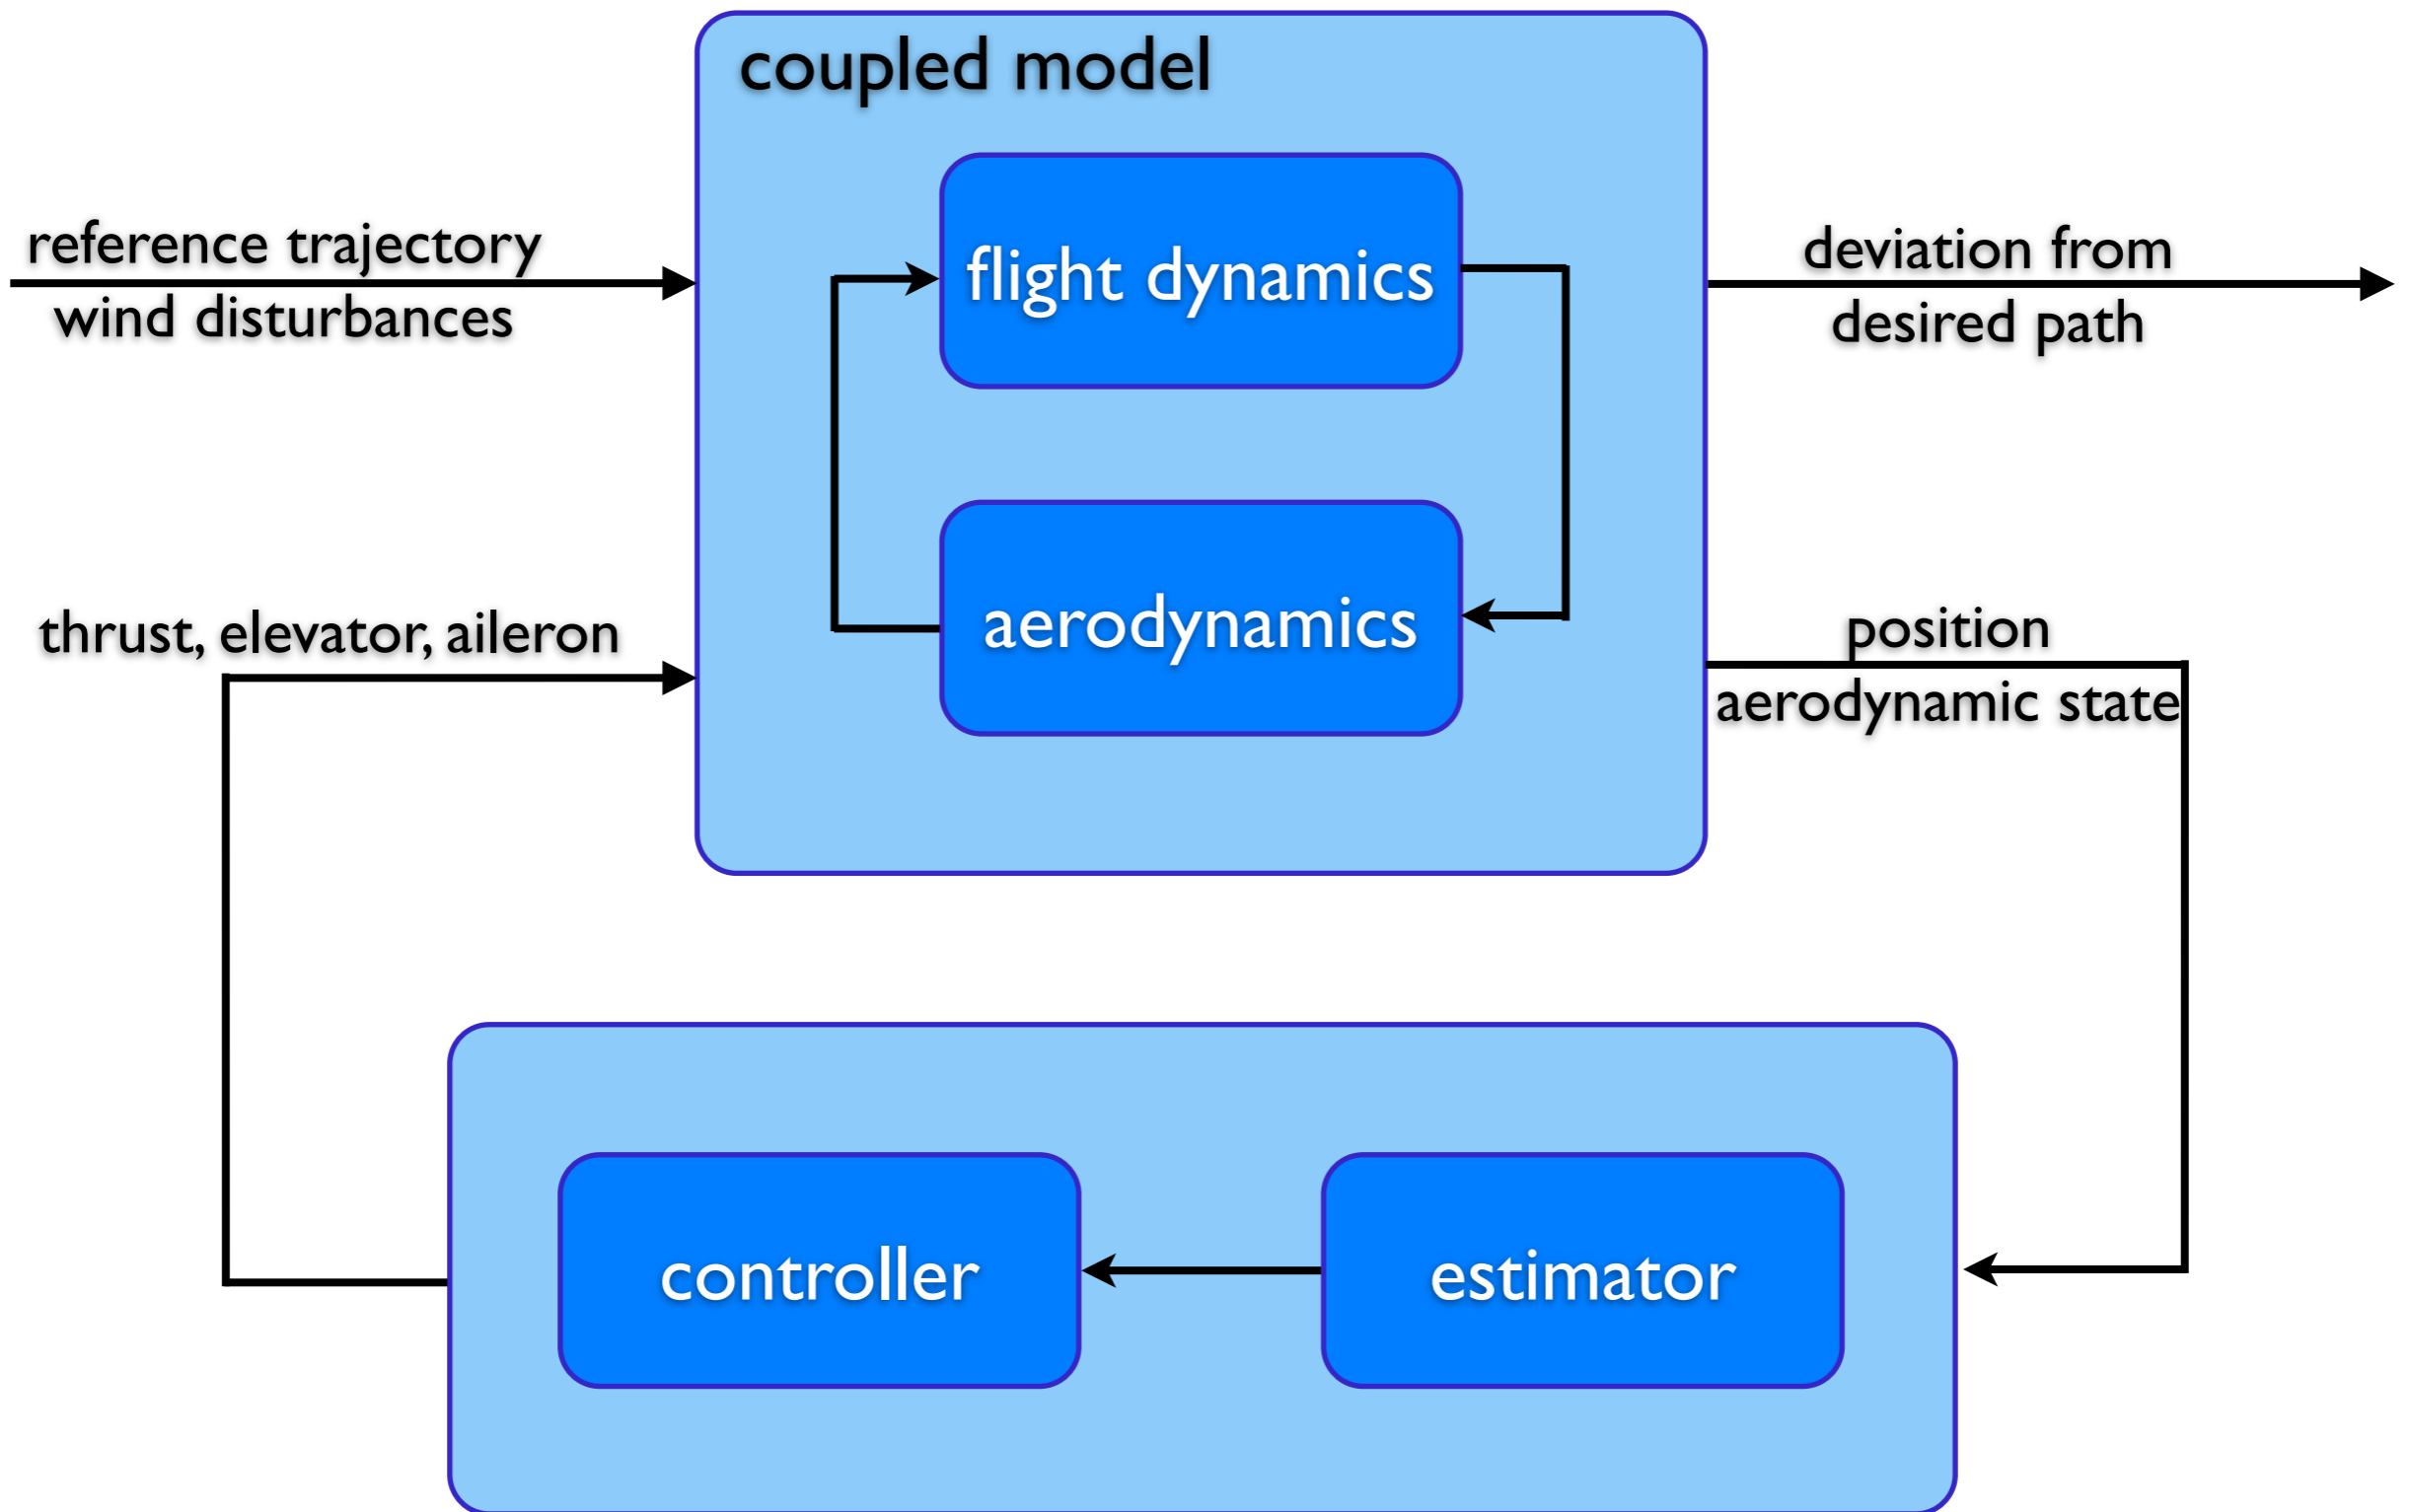 coupled model
reference trajectory
wind disturbances
flight dynamics
deviation from
desired path
thrust, elevator, aileron
aerodynamics
position
aerodynamic state
controller
estimator